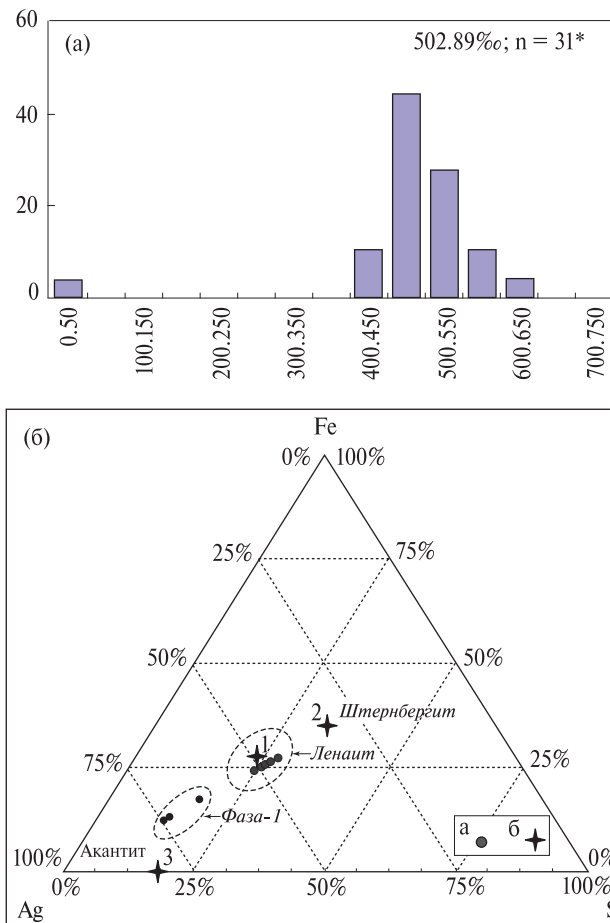 60
40
20
0
(а)
502.89‰; n = 31*
0.50
100.150
200.250
300.350
400.450
500.550
600.650
700.750
(б)
Fe
0% 100%
25% 75%
50% 50%
2 Штернбергит
1
Ленаит
75% 25%
Фаза-1
а б
Акантит 3
100% 0%
0% 25% 50% 75% 100%
Ag S